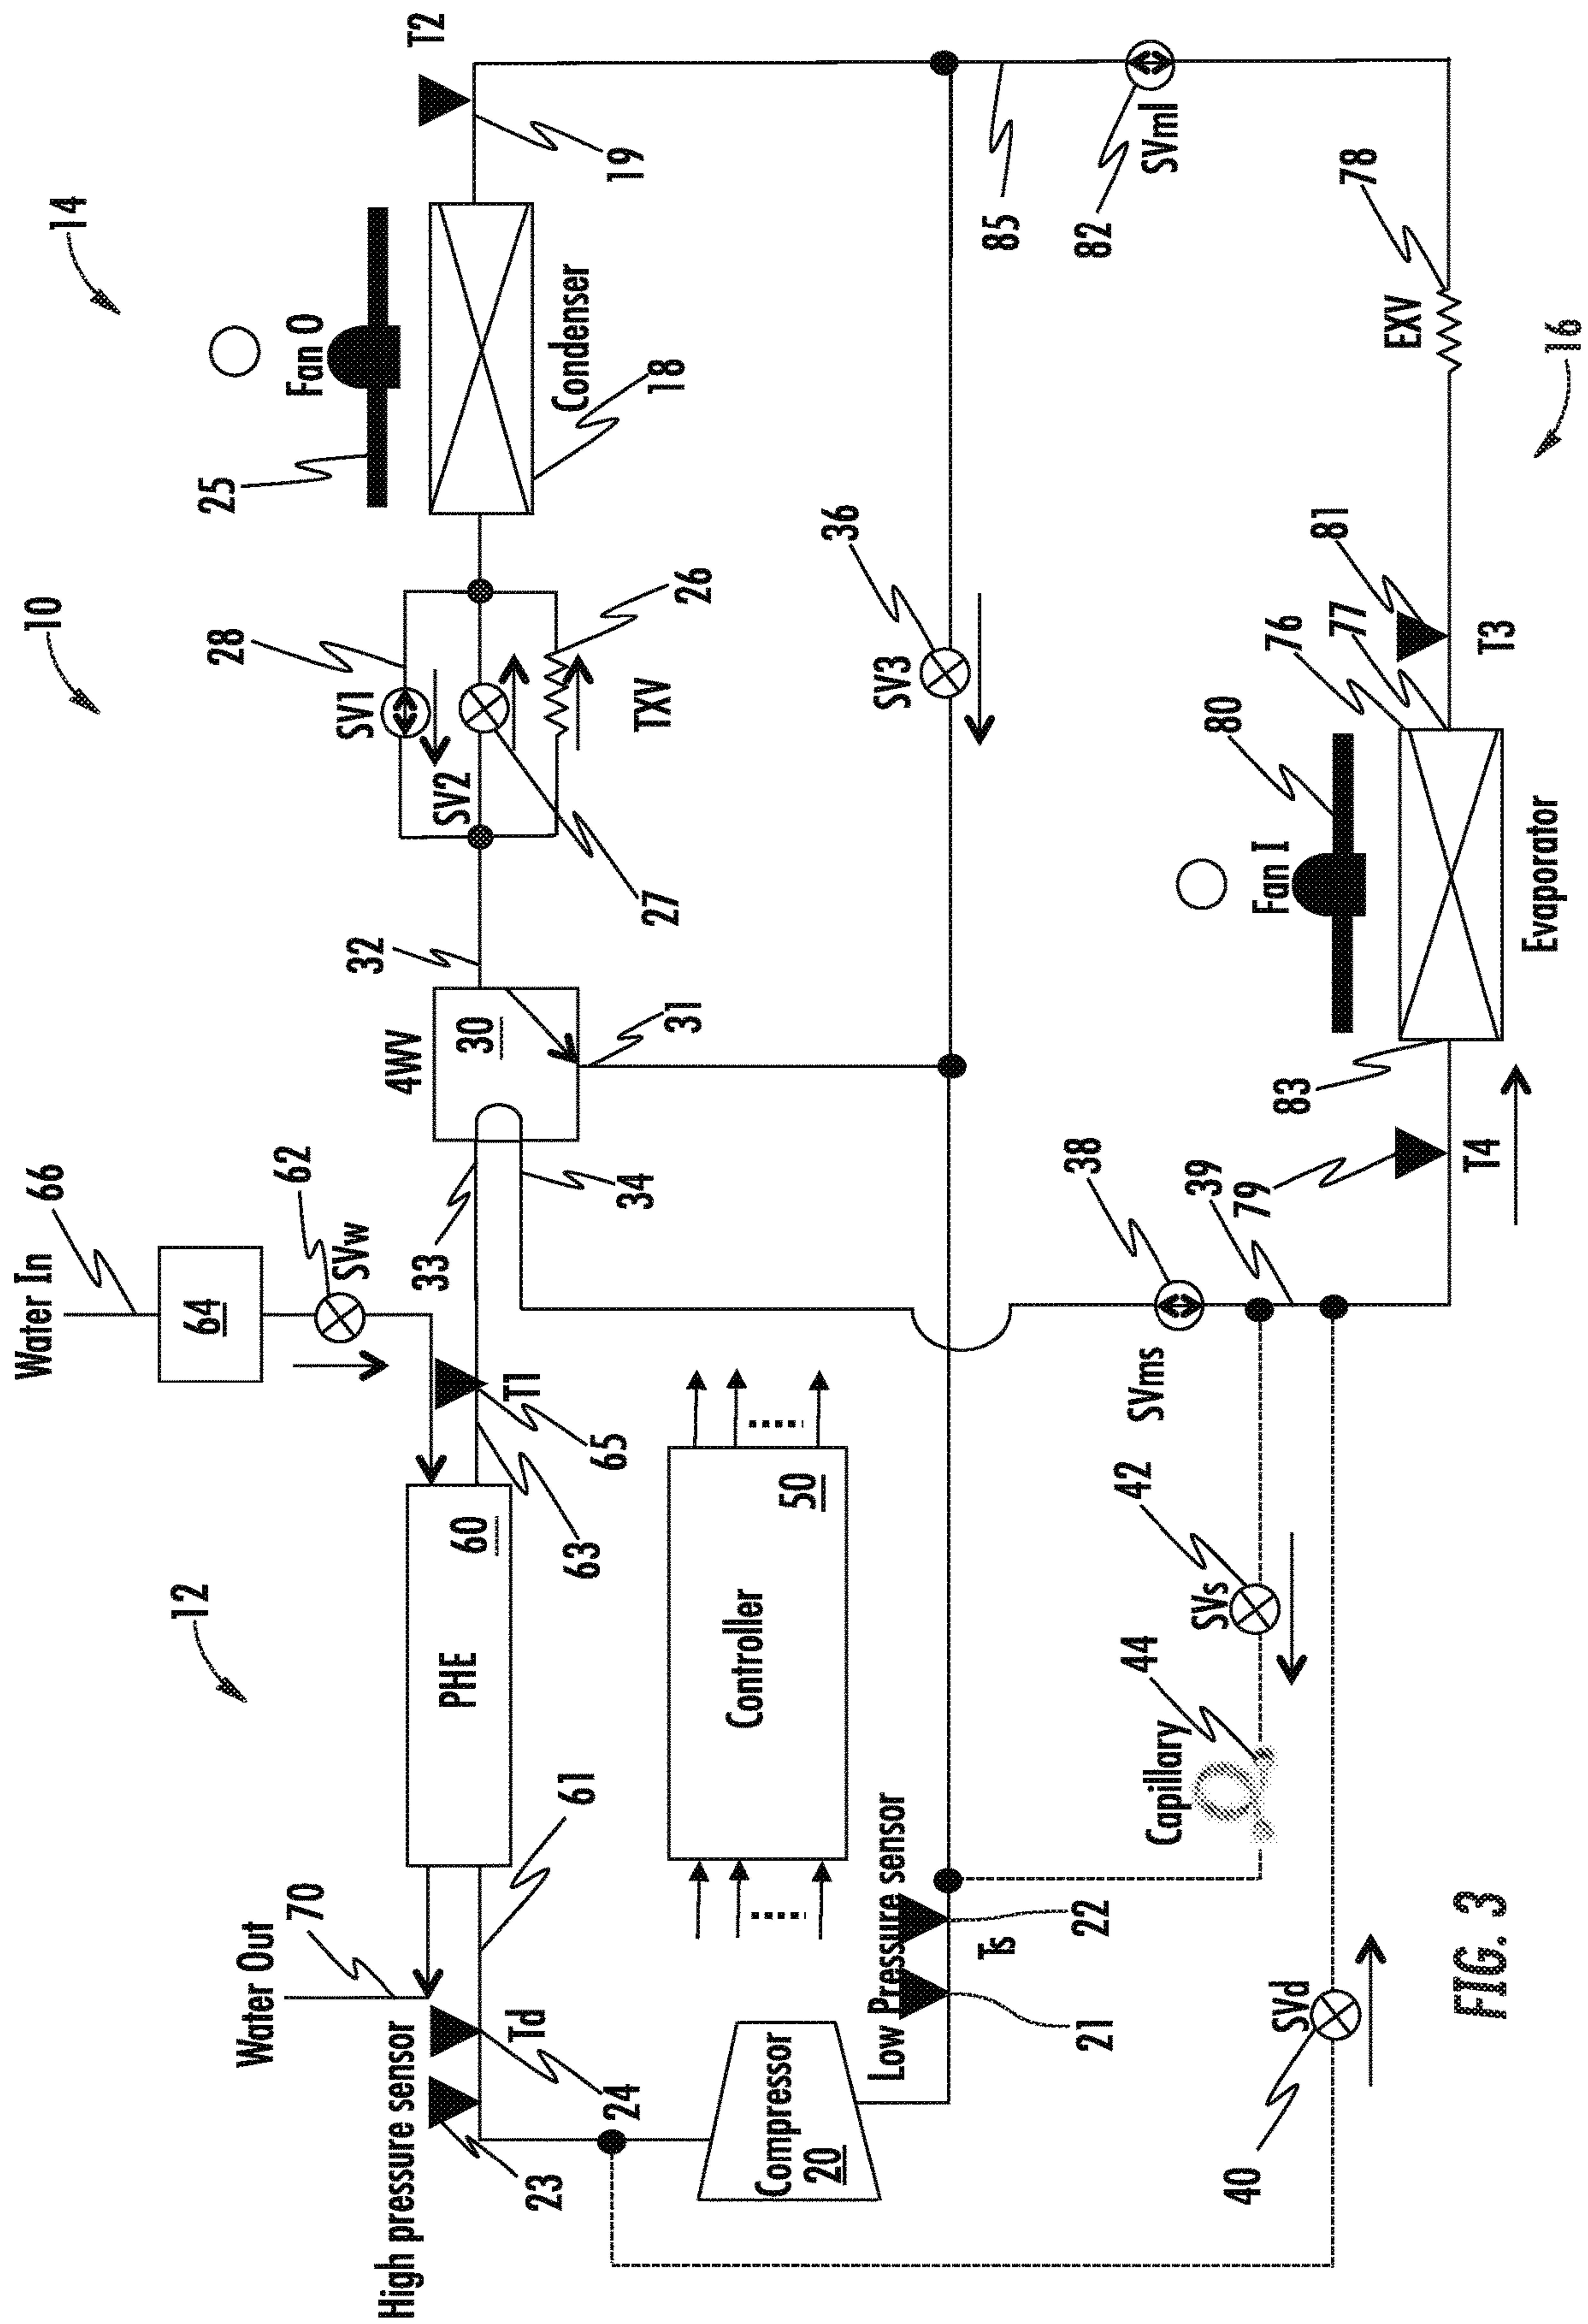 Water In
66
10
14
12
64
62
SVw
28
25
Fan O
T2
Water Out
70
33
32
SV1
SV2
4WV
30
High pressure sensor
PHE
60
T1
34
27
26
TXV
Condenser
18
19
23
24
Td
61
63
65
31
Controller
50
Compressor
20
Low Pressure sensor
SV3
36
21
Ts
22
85
82
SVml
SVms
38
Capillary
44
42
SVs
39
79
83
80
Fan I
76
77
81
78
EXV
40
SVd
T4
T3
Evaporator
16
FIG. 3